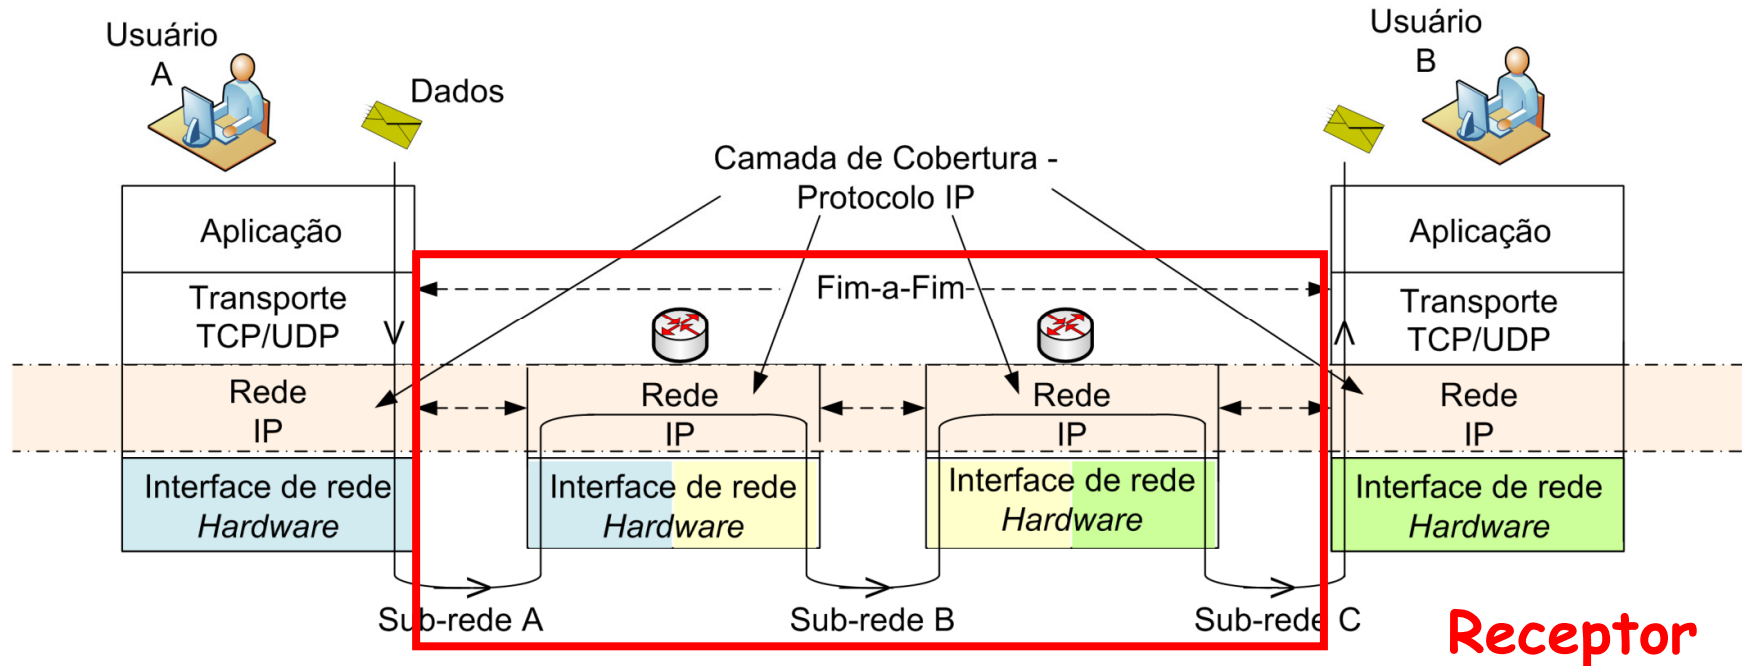 Usuário
A
Dados
Usuário
B
Camada de Cobertura -
Protocolo IP
Aplicação
Transporte
TCP/UDP
Rede
IP
Interface de rede
Hardware
Fim-a-Fim
Rede
IP
Interface de rede
Hardware
Rede
IP
Interface de rede
Hardware
Aplicação
Transporte
TCP/UDP
Rede
IP
Interface de rede
Hardware
Sub-rede A
Sub-rede B
Sub-rede C
Receptor